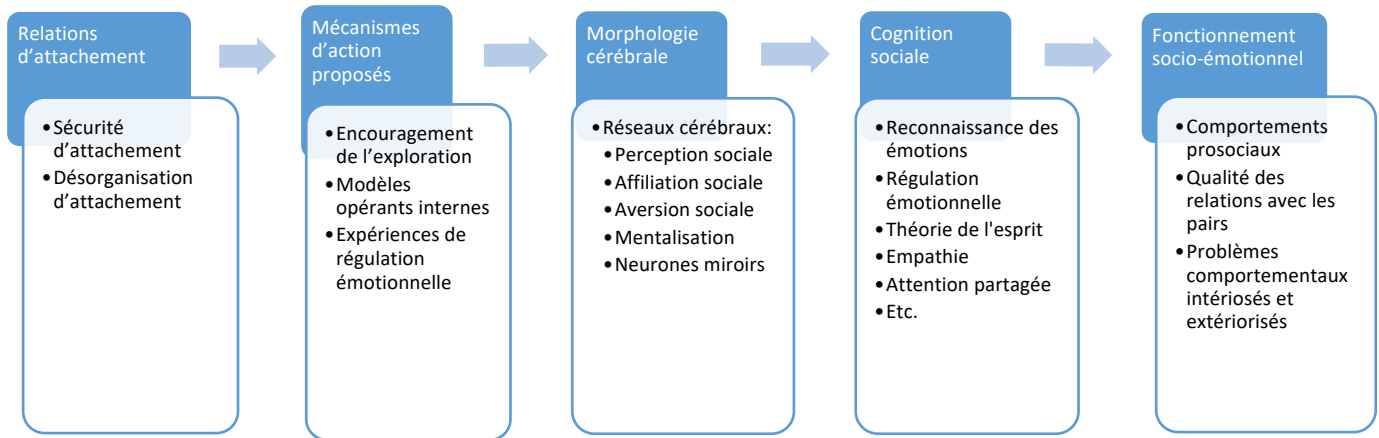 Relations
d’attachement
•Sécurité
d’attachement
•Désorganisation
d’attachement
Mécanismes
d’action
proposés
•Encouragement
de l’exploration
•Modèles
opérants internes
•Expériences de
régulation
émotionnelle
Morphologie
cérébrale
•Réseaux cérébraux:
•Perception sociale
•Affiliation sociale
•Aversion sociale
•Mentalisation
•Neurones miroirs
Cognition
sociale
•Reconnaissance des
émotions
•Régulation
émotionnelle
•Théorie de l'esprit
•Empathie
•Attention partagée
•Etc.
Fonctionnement
socio-émotionnel
•Comportements
prosociaux
•Qualité des
relations avec les
pairs
•Problèmes
comportementaux
intériosés et
extériorisés